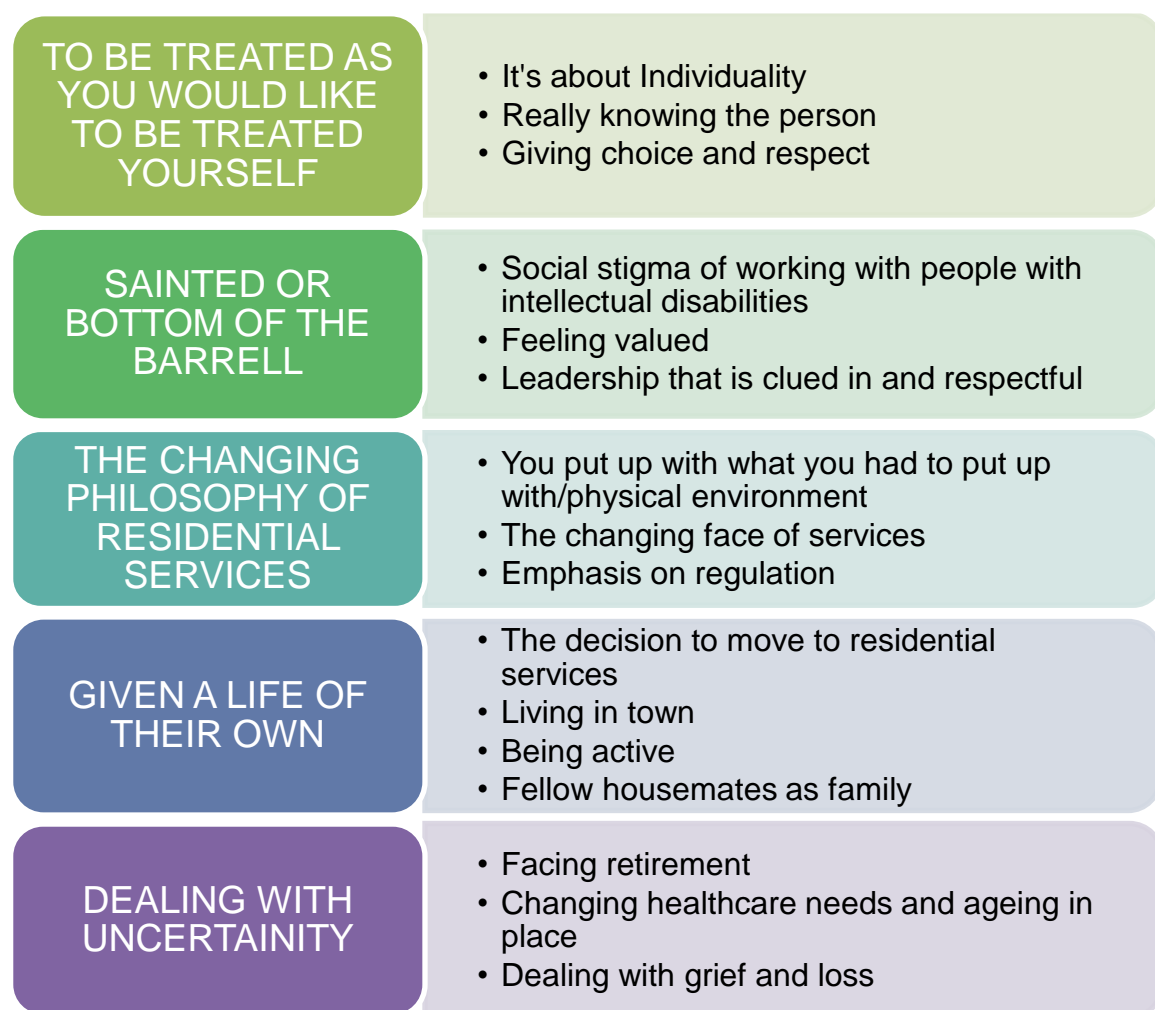 TO BE TREATED AS
YOU WOULD LIKE
TO BE TREATED
YOURSELF
• It's about Individuality
• Really knowing the person
• Giving choice and respect
SAINTED OR
BOTTOM OF THE
BARRELL
• Social stigma of working with people with
intellectual disabilities
• Feeling valued
• Leadership that is clued in and respectful
THE CHANGING
PHILOSOPHY OF
RESIDENTIAL
SERVICES
• You put up with what you had to put up
with/physical environment
• The changing face of services
• Emphasis on regulation
GIVEN A LIFE OF
THEIR OWN
• The decision to move to residential
services
• Living in town
• Being active
• Fellow housemates as family
DEALING WITH
UNCERTAINITY
• Facing retirement
• Changing healthcare needs and ageing in
place
• Dealing with grief and loss